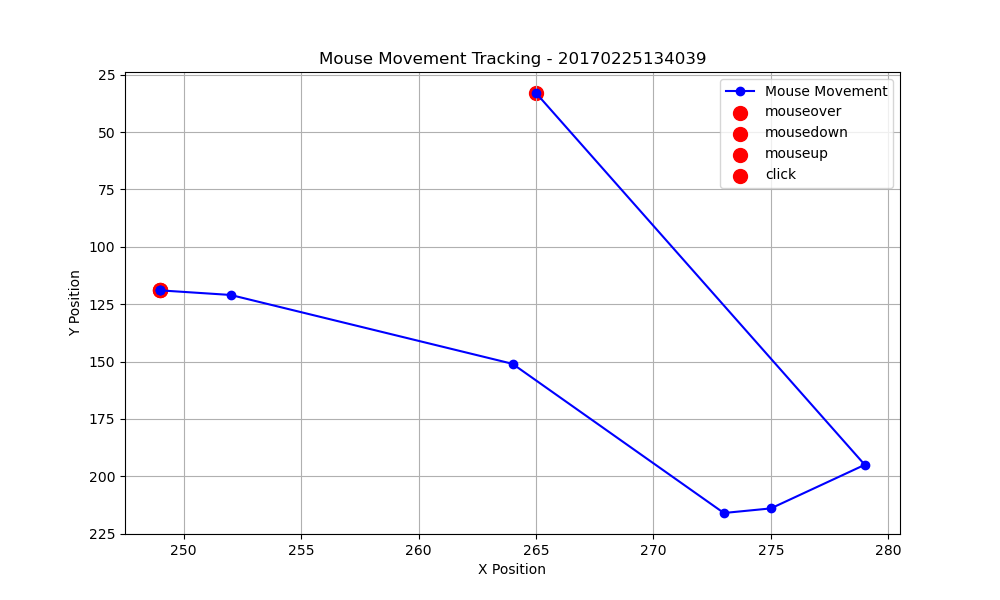 Mouse Movement Tracking - 20170225134039
Mouse Movement
mouseover
mousedown
mouseup
click
25
50
75
100
125
150
175
200
225
Y Position
250
255
260
265
270
275
280
X Position